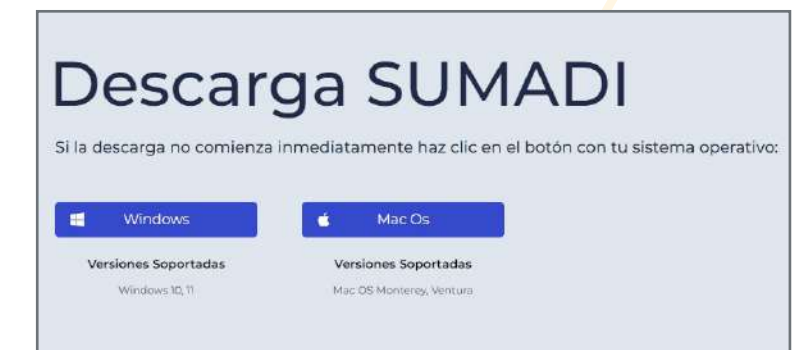 Descarga SUMADI
Si la descarga no comienza inmediatamente haz clic en el botón con tu sistema operativo:
Windows
Mac Os
Versiones Soportadas
Versiones Soportadas
Windows 10, 11
Mac OS Monterey, Ventura